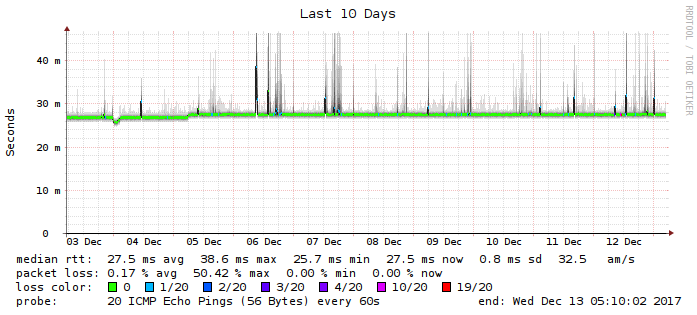 Last 10 Days
RRDTOOL / TOBI OETIKER
Seconds
40 m
30 m
20 m
10 m
0
03 Dec 04 Dec 05 Dec 06 Dec 07 Dec 08 Dec 09 Dec 10 Dec 11 Dec 12 Dec
median rtt: 27.5 ms avg 38.6 ms max 25.7 ms min 27.5 ms now 0.8 ms sd 32.5 am/s
packet loss: 0.17 % avg 50.42 % max 0.00 % min 0.00 % now
loss color: 0 1/20 2/20 3/20 4/20 10/20 19/20
probe: 20 ICMP Echo Pings (56 Bytes) every 60s end: Wed Dec 13 05:10:02 2017